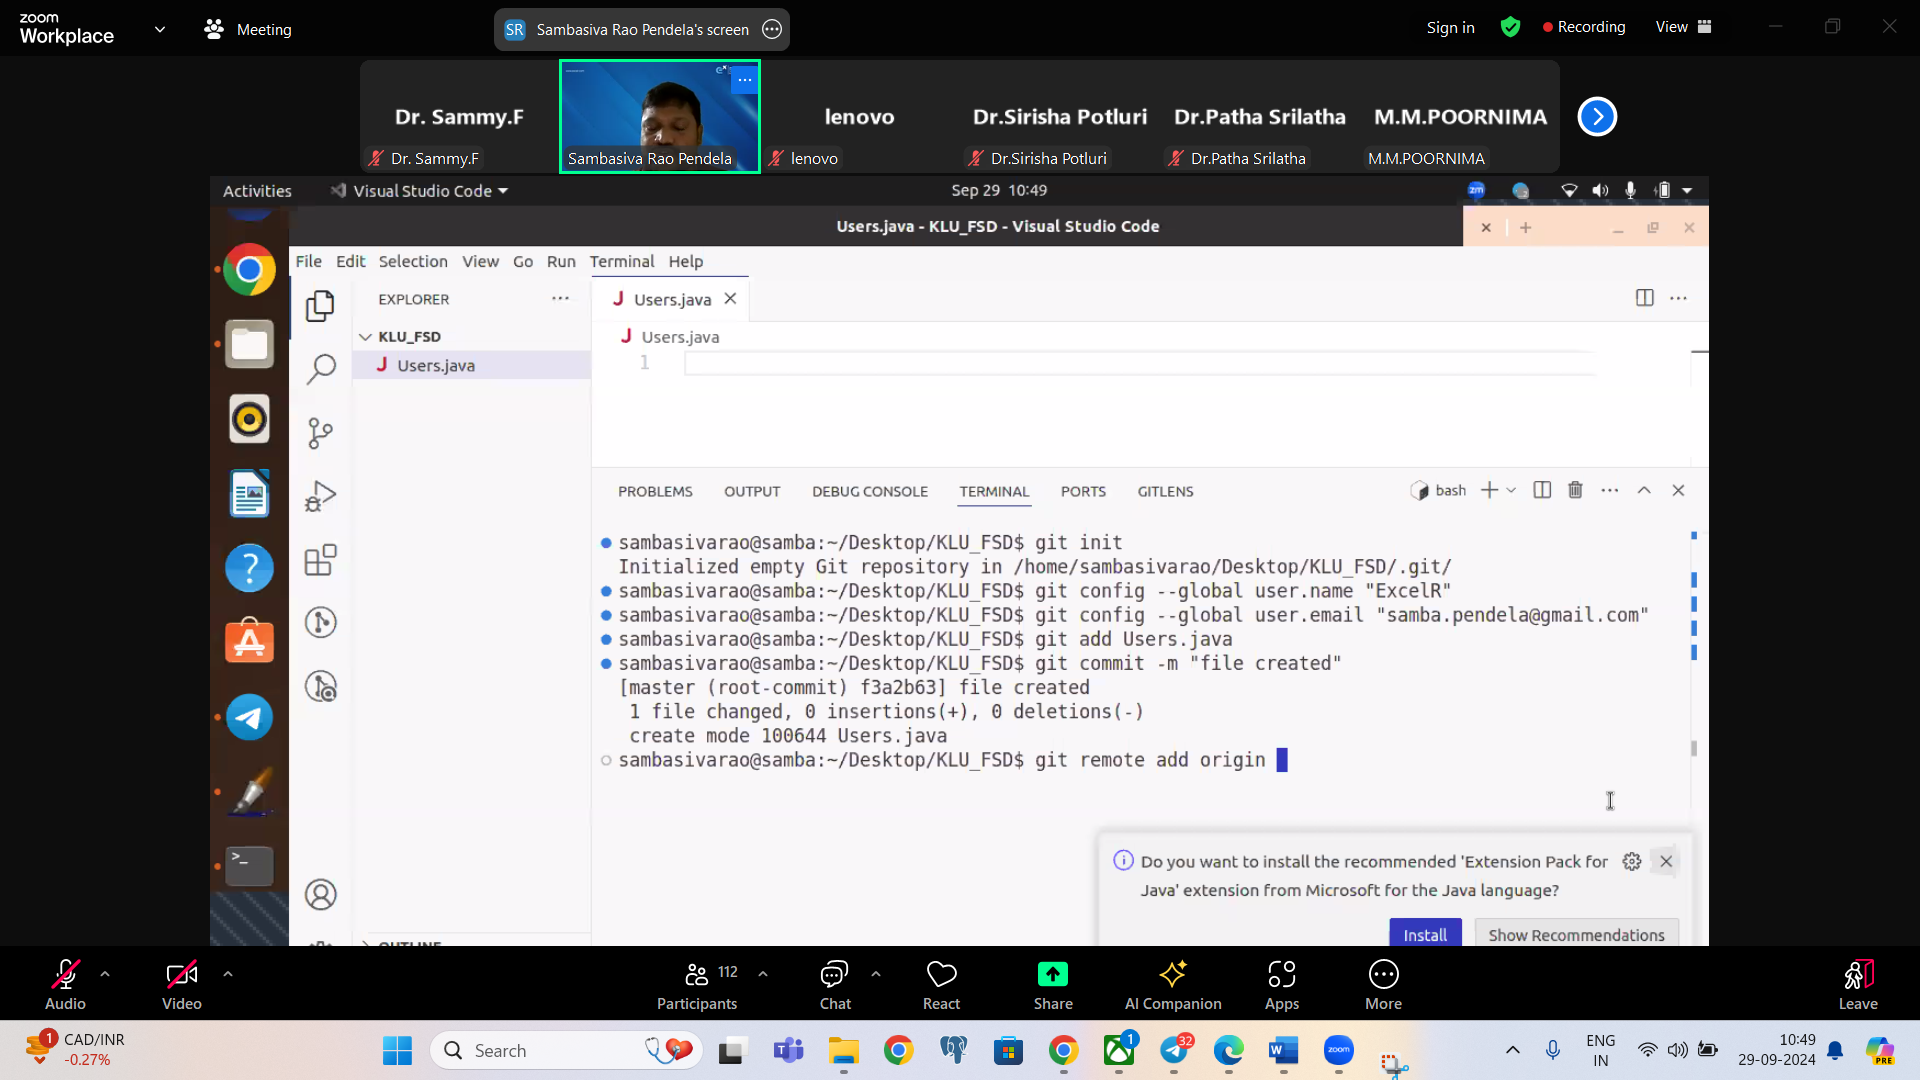 zoom
Workplace
Meeting
SR Sambasiva Rao Pendela's screen
Sign in
Recording
View
Dr. Sammy.F
lenovo
Dr.Sirisha Potluri
Dr.Patha Srilatha
M.M.POORNIMA
Dr. Sammy.F
Sambasiva Rao Pendela
lenovo
Dr.Sirisha Potluri
Dr.Patha Srilatha
M.M.POORNIMA
Activities
Visual Studio Code
Sep 29 10:49
zm
Users.java - KLU_FSD - Visual Studio Code
File Edit Selection View Go Run Terminal Help
EXPLORER
J Users.java
KLU_FSD
J Users.java
J Users.java
1
PROBLEMS OUTPUT DEBUG CONSOLE TERMINAL PORTS GITLENS
bash
sambasivarao@samba:~/Desktop/KLU_FSD$ git init
Initialized empty Git repository in /home/sambasivarao/Desktop/KLU_FSD/.git/
sambasivarao@samba:~/Desktop/KLU_FSD$ git config --global user.name "ExcelR"
sambasivarao@samba:~/Desktop/KLU_FSD$ git config --global user.email "samba.pendela@gmail.com"
sambasivarao@samba:~/Desktop/KLU_FSD$ git add Users.java
sambasivarao@samba:~/Desktop/KLU_FSD$ git commit -m "file created"
[master (root-commit) f3a2b63] file created
1 file changed, 0 insertions(+), 0 deletions(-)
create mode 100644 Users.java
sambasivarao@samba:~/Desktop/KLU_FSD$ git remote add origin
Do you want to install the recommended 'Extension Pack for
Java' extension from Microsoft for the Java language?
Install
Show Recommendations
OUTLINE
Audio
Video
112
Participants
Chat
React
Share
AI Companion
Apps
More
Leave
1
CAD/INR
-0.27%
Search
1
32
zoom
ENG
IN
10:49
29-09-2024
PRE